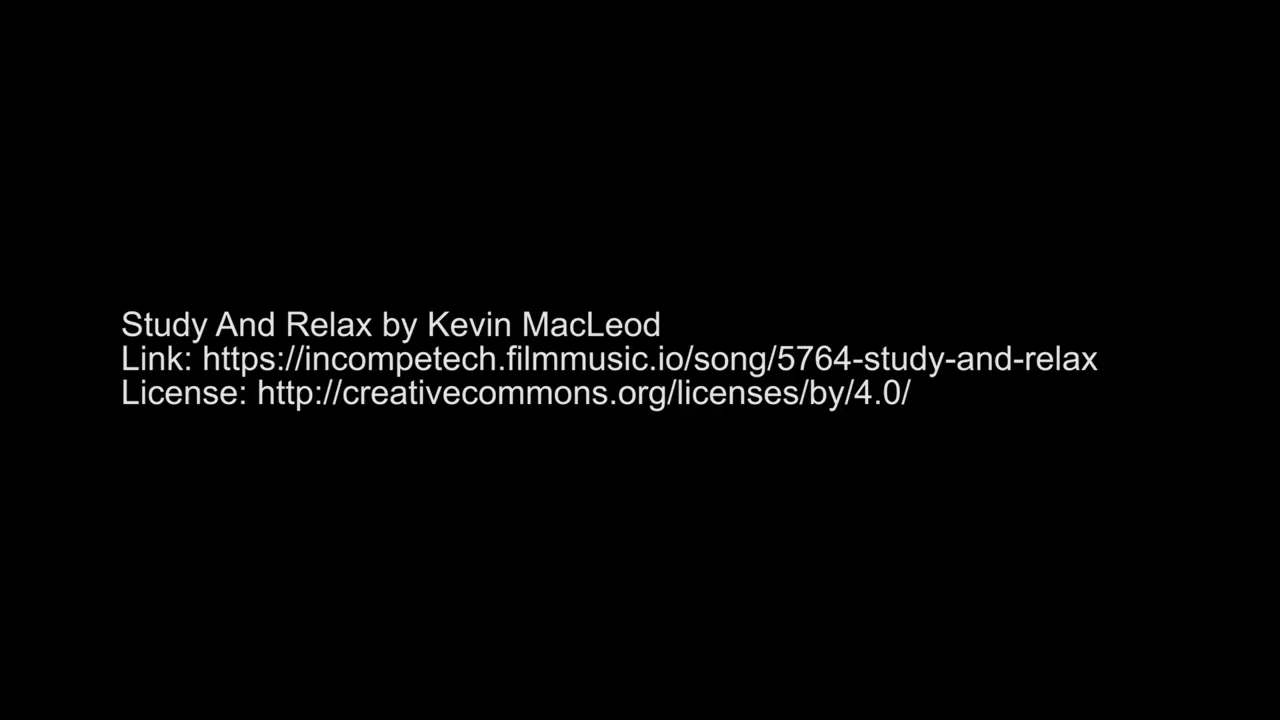 Study And Relax by Kevin MacLeod
Link: https://incompetech.filmmusic.io/song/5764-study-and-relax
License: http://creativecommons.org/licenses/by/4.0/